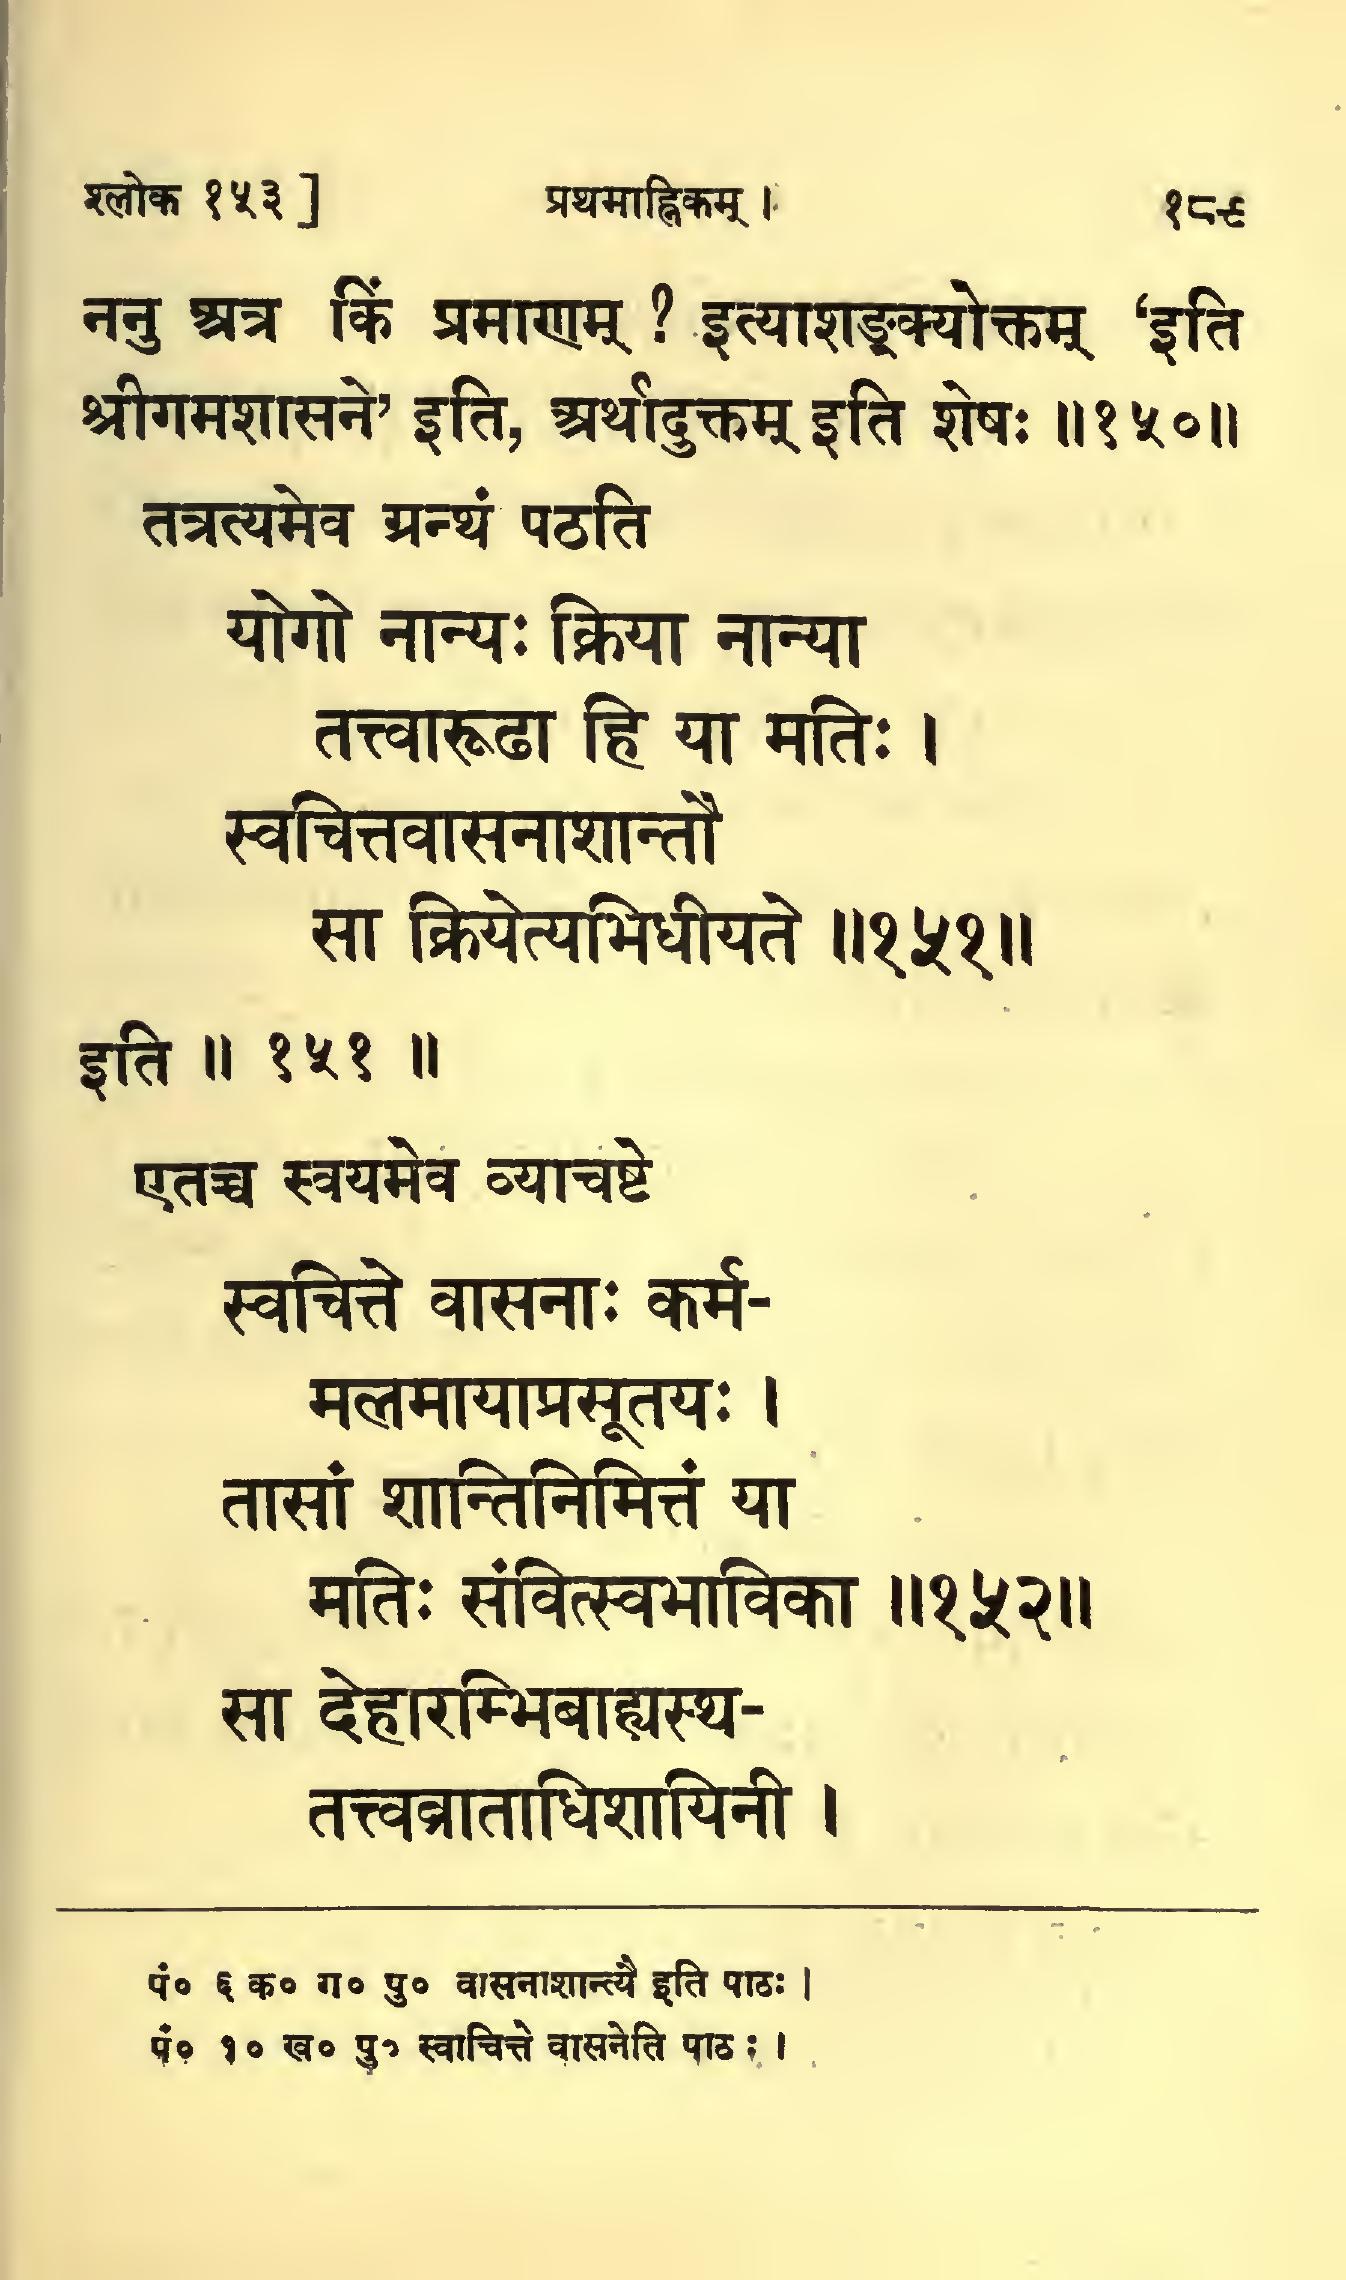 श्लोक १५३]
प्रथमाह्निकम् ।
१८९
ननु अत्र किं प्रमाणम् ? इत्याशङ्क्योक्तम् ‘इति
श्रीगमशासने’ इति, अर्थादुक्तम् इति शेषः ॥१५०॥
तत्रत्यमेव ग्रन्थं पठति
योगो नान्यः क्रिया नान्या
तत्त्वारूढा हि या मतिः ।
स्वचित्तवासनाशान्तौ
सा क्रियेत्यभिधीयते ॥१५१॥
इति ॥ १५१ ॥
एतच्च स्वयमेव व्याचष्टे
स्वचित्ते वासनाः कर्म-
मलमायाप्रसूतयः ।
तासां शान्तिनिमित्तं या
मतिः संवित्स्वभाविका ॥१५२॥
सा देहारम्भिबाह्यस्थ-
तत्त्वव्राताधिशायिनी ।
पं० ६ क० ग० पु० वासनाशान्त्यै इति पाठः ।
पं० १० ख० पु० स्वाचित्ते वासनेति पाठः ।